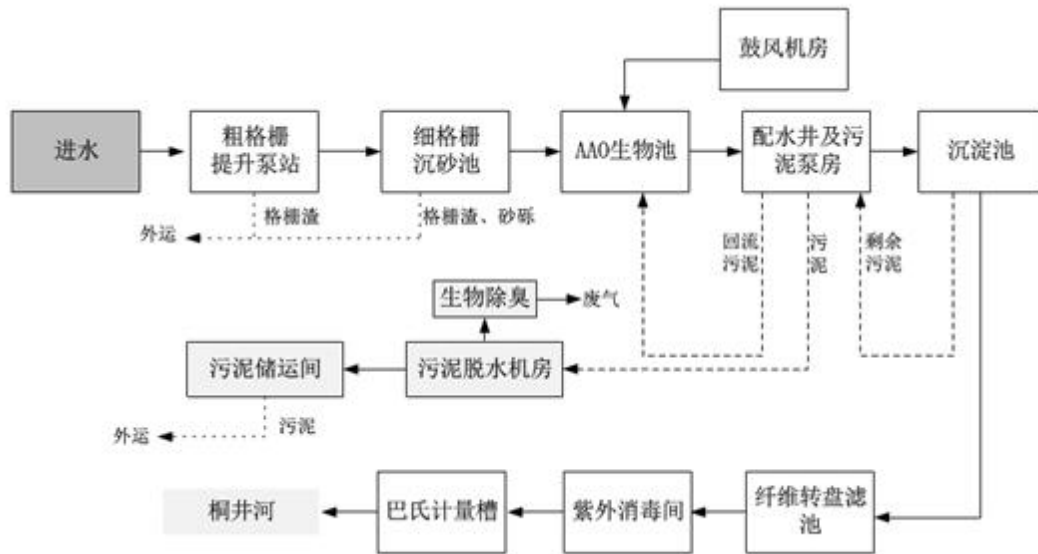 鼓风机房
进水
粗格栅
提升泵站
细格栅
沉砂池
AAO生物池
配水井及污
泥泵房
沉淀池
格栅渣
格栅渣、砂砾
外运
回流
污泥
污
泥
剩余
污泥
生物除臭
废气
污泥储运间
污泥脱水机房
污泥
外运
桐井河
巴氏计量槽
紫外消毒间
纤维转盘滤
池